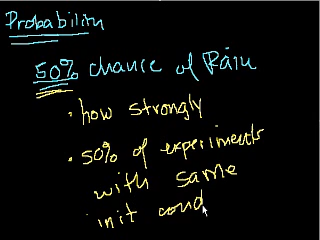 Probability
50% chance of Rain
· how strongly
· 50% of experiments
with same
init cond